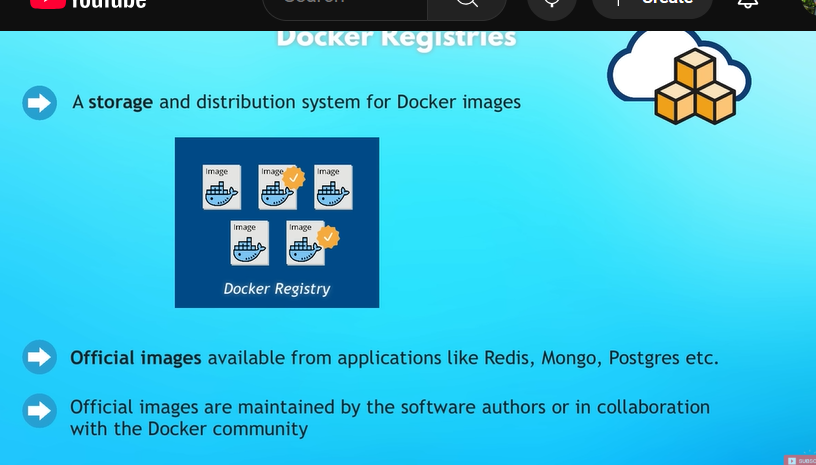 YouTube
Search
Create
Docker Registries
A storage and distribution system for Docker images
Image
Image
Image
Image
Image
Docker Registry
Official images available from applications like Redis, Mongo, Postgres etc.
Official images are maintained by the software authors or in collaboration
with the Docker community